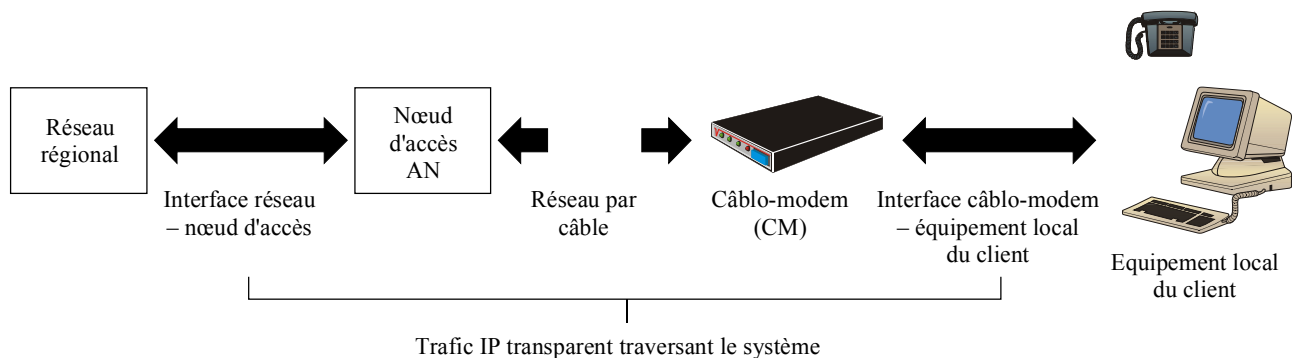 Réseau
régional
Interface réseau
– nœud d'accès
Nœud
d'accès
AN
Réseau par
câble
Câblo-modem
(CM)
Interface câblo-modem
– équipement local
du client
Equipement local
du client
Trafic IP transparent traversant le système